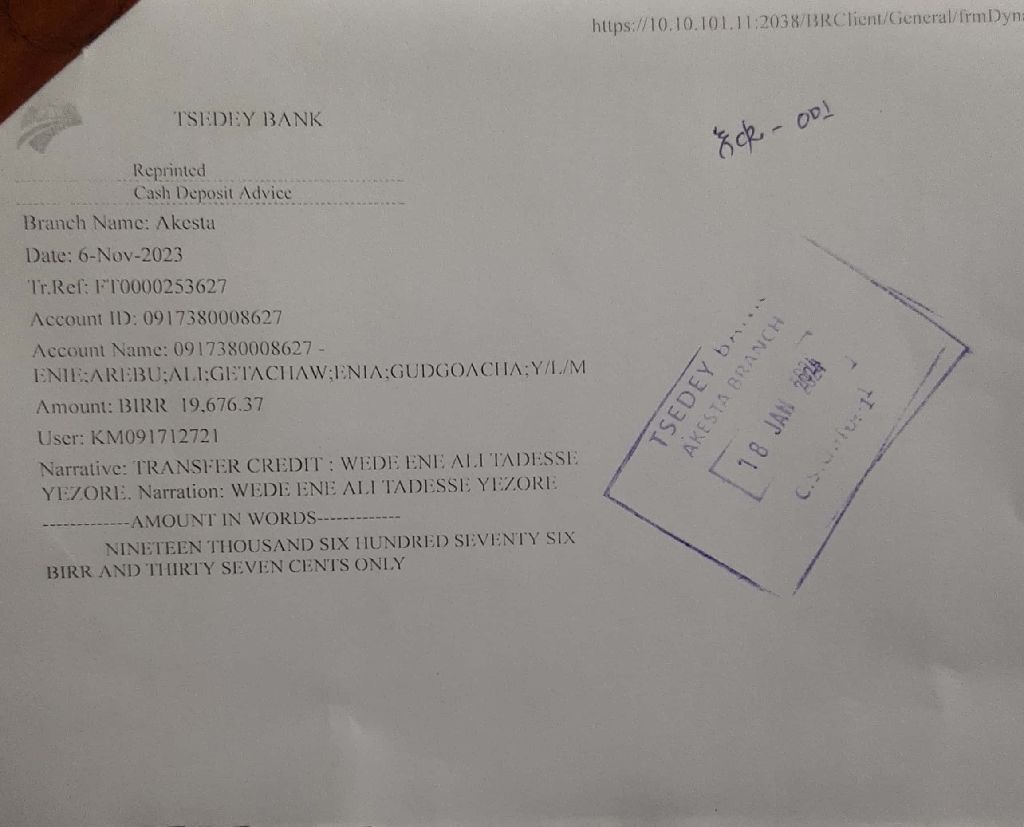 https://10.10.101.11:2038/BRClient/General/frmDyna
TSEDEY BANK
- 001
Reprinted
Cash Deposit Advice
Branch Name: Akesta
Date: 6-Nov-2023
Tr.Ref: FT0000253627
Account ID: 0917380008627
Account Name: 0917380008627 -
ENIE;AREBU;ALI;GETACHAW;ENIA;GUDGOACHA;Y/L/M
Amount: BIRR 19,676.37
User: KM091712721
Narrative: TRANSFER CREDIT : WEDE ENE ALI TADESSE
YEZORE. Narration: WEDE ENE ALI TADESSE YEZORE
-------------AMOUNT IN WORDS-------------
NINETEEN THOUSAND SIX HUNDRED SEVENTY SIX
BIRR AND THIRTY SEVEN CENTS ONLY
TSEDEY
AKESTA BRANCH
18 JAN 2024